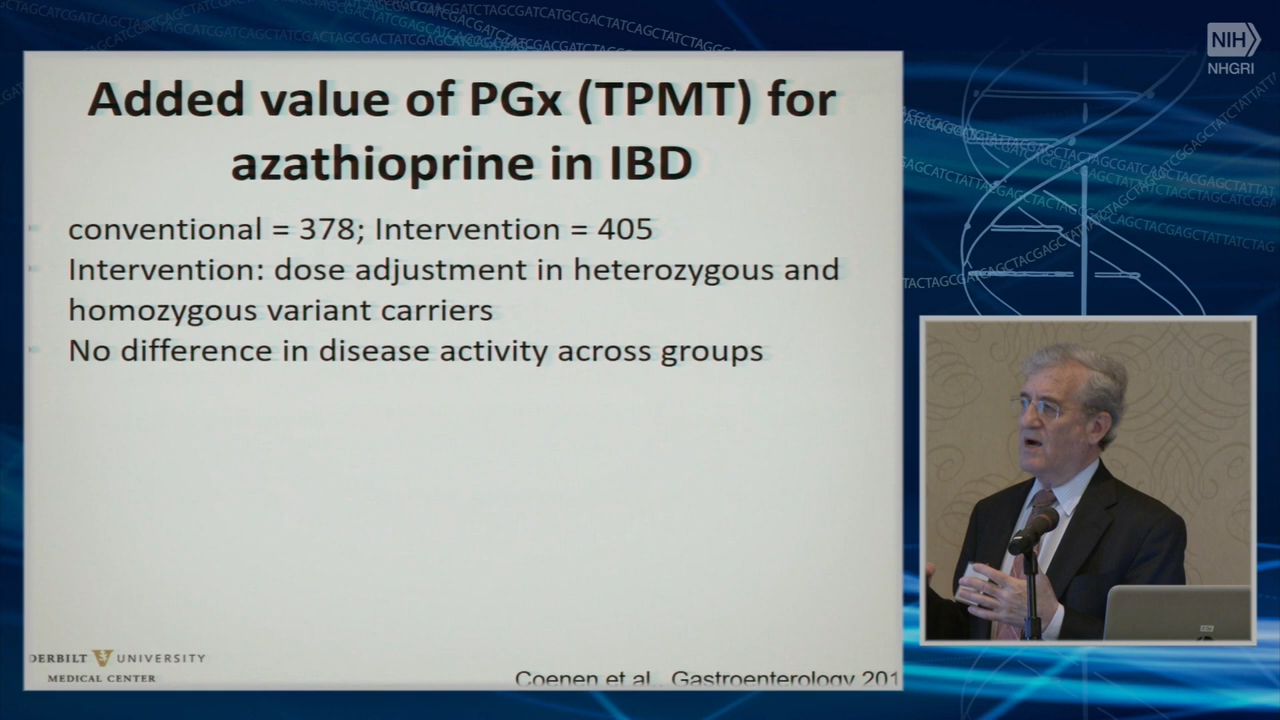 NIH
NHGRI
Added value of PGx (TPMT) for
azathioprine in IBD
conventional = 378; Intervention = 405
Intervention: dose adjustment in heterozygous and
homozygous variant carriers
No difference in disease activity across groups
DERBILT UNIVERSITY
MEDICAL CENTER
Coenen et al., Gastroenterology 201